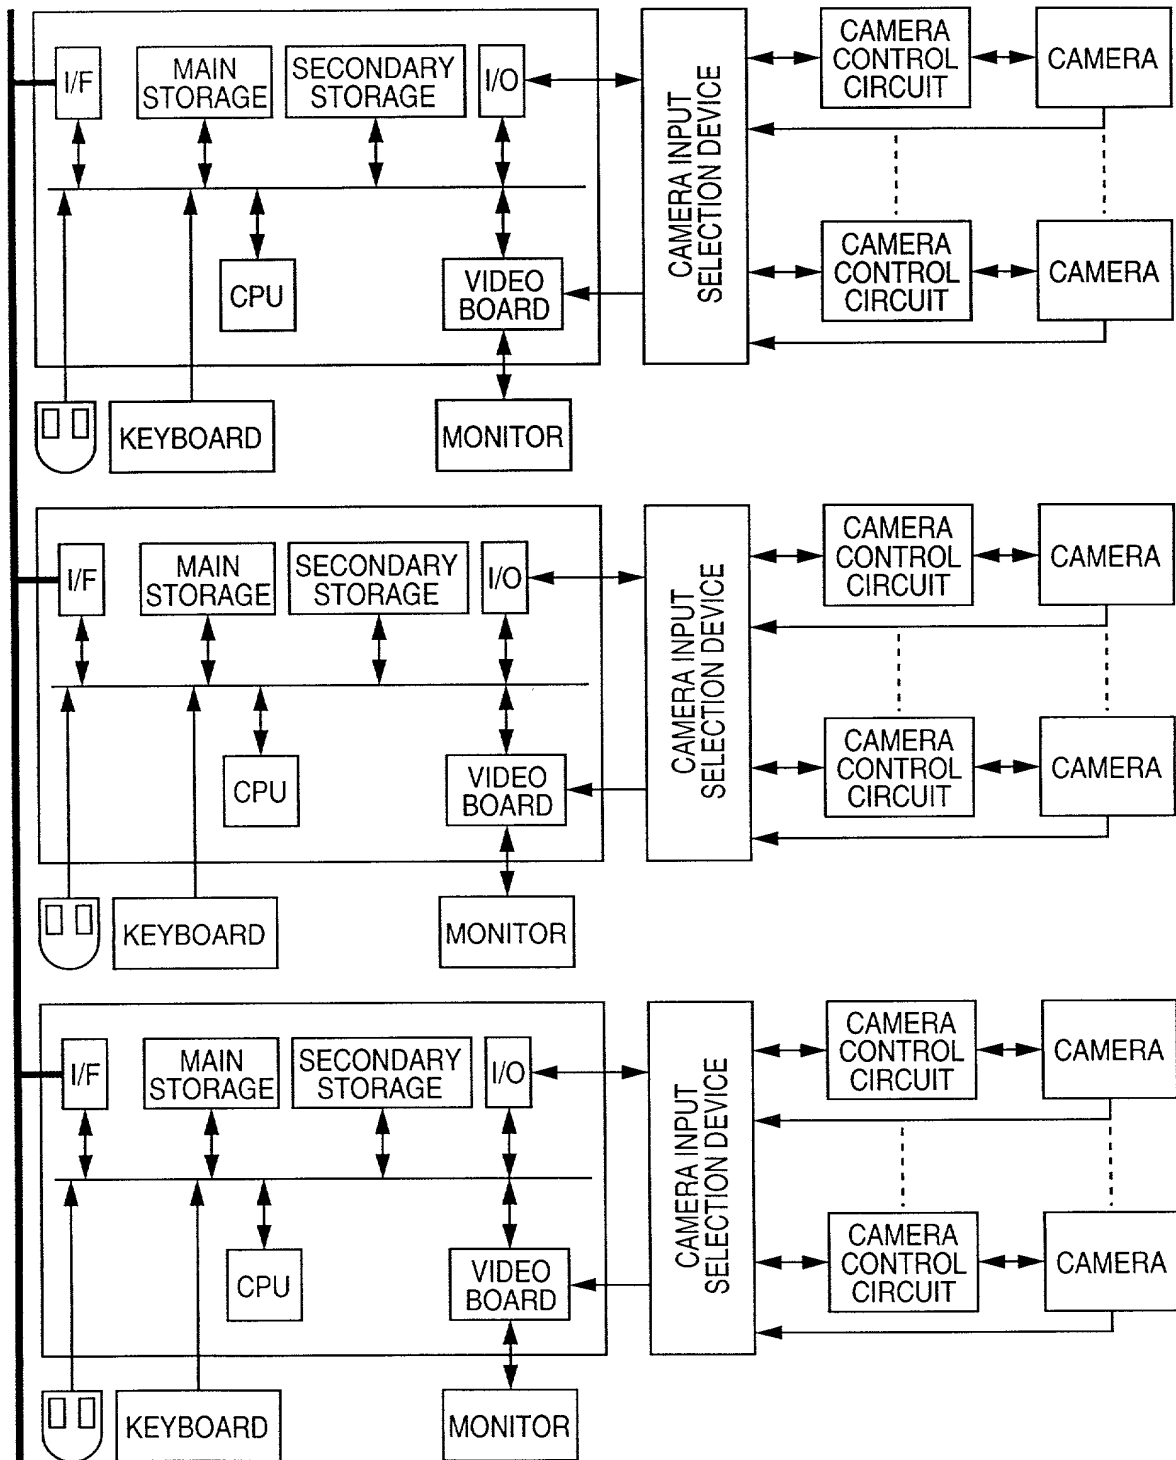 I/F
MAIN
STORAGE
SECONDARY
STORAGE
I/O
CPU
VIDEO
BOARD
KEYBOARD
MONITOR
CAMERA INPUT
SELECTION DEVICE
CAMERA
CONTROL
CIRCUIT
CAMERA
CAMERA
CONTROL
CIRCUIT
CAMERA
I/F
MAIN
STORAGE
SECONDARY
STORAGE
I/O
CPU
VIDEO
BOARD
KEYBOARD
MONITOR
CAMERA INPUT
SELECTION DEVICE
CAMERA
CONTROL
CIRCUIT
CAMERA
CAMERA
CONTROL
CIRCUIT
CAMERA
I/F
MAIN
STORAGE
SECONDARY
STORAGE
I/O
CPU
VIDEO
BOARD
KEYBOARD
MONITOR
CAMERA INPUT
SELECTION DEVICE
CAMERA
CONTROL
CIRCUIT
CAMERA
CAMERA
CONTROL
CIRCUIT
CAMERA